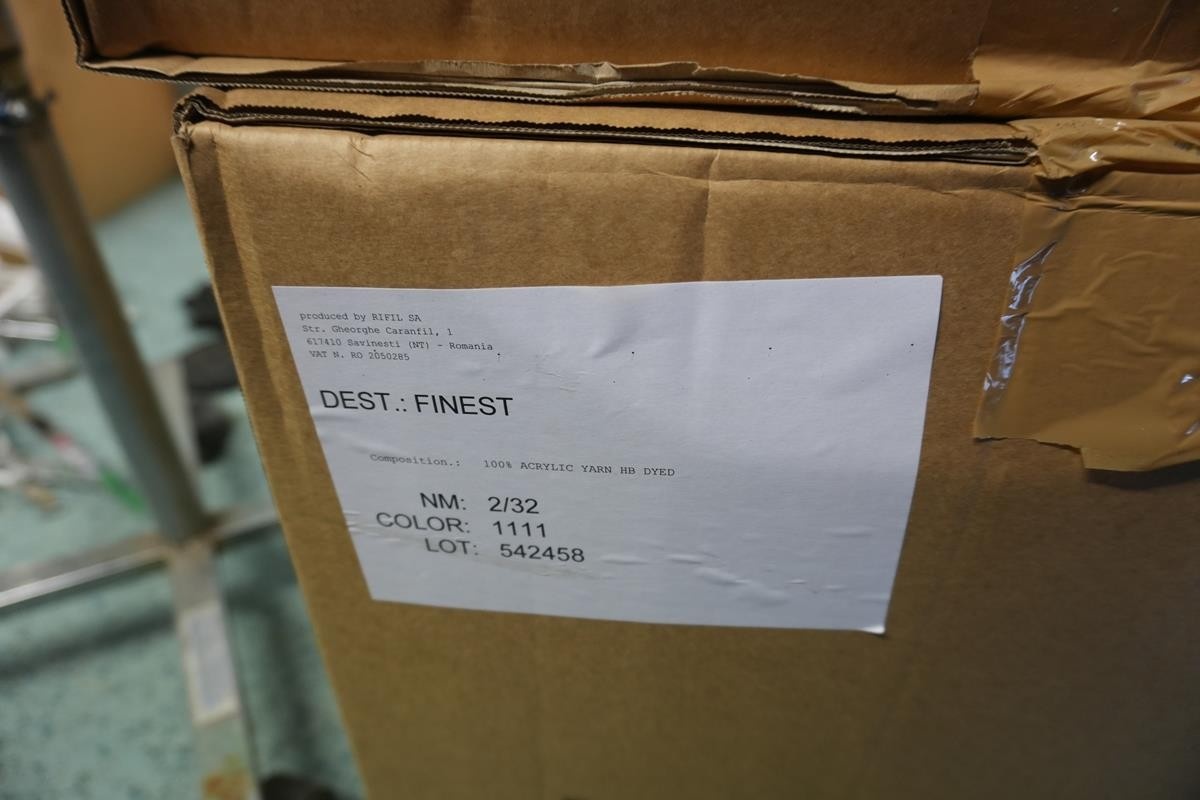 produced by RIFIL SA
Str. Gheorghe Caranfil, 1
617410 Savinesti (NT) - Romania
VAT N. RO 2050285
DEST.: FINEST
Composition.: 100% ACRYLIC YARN HB DYED
NM: 2/32
COLOR: 1111
LOT: 542458